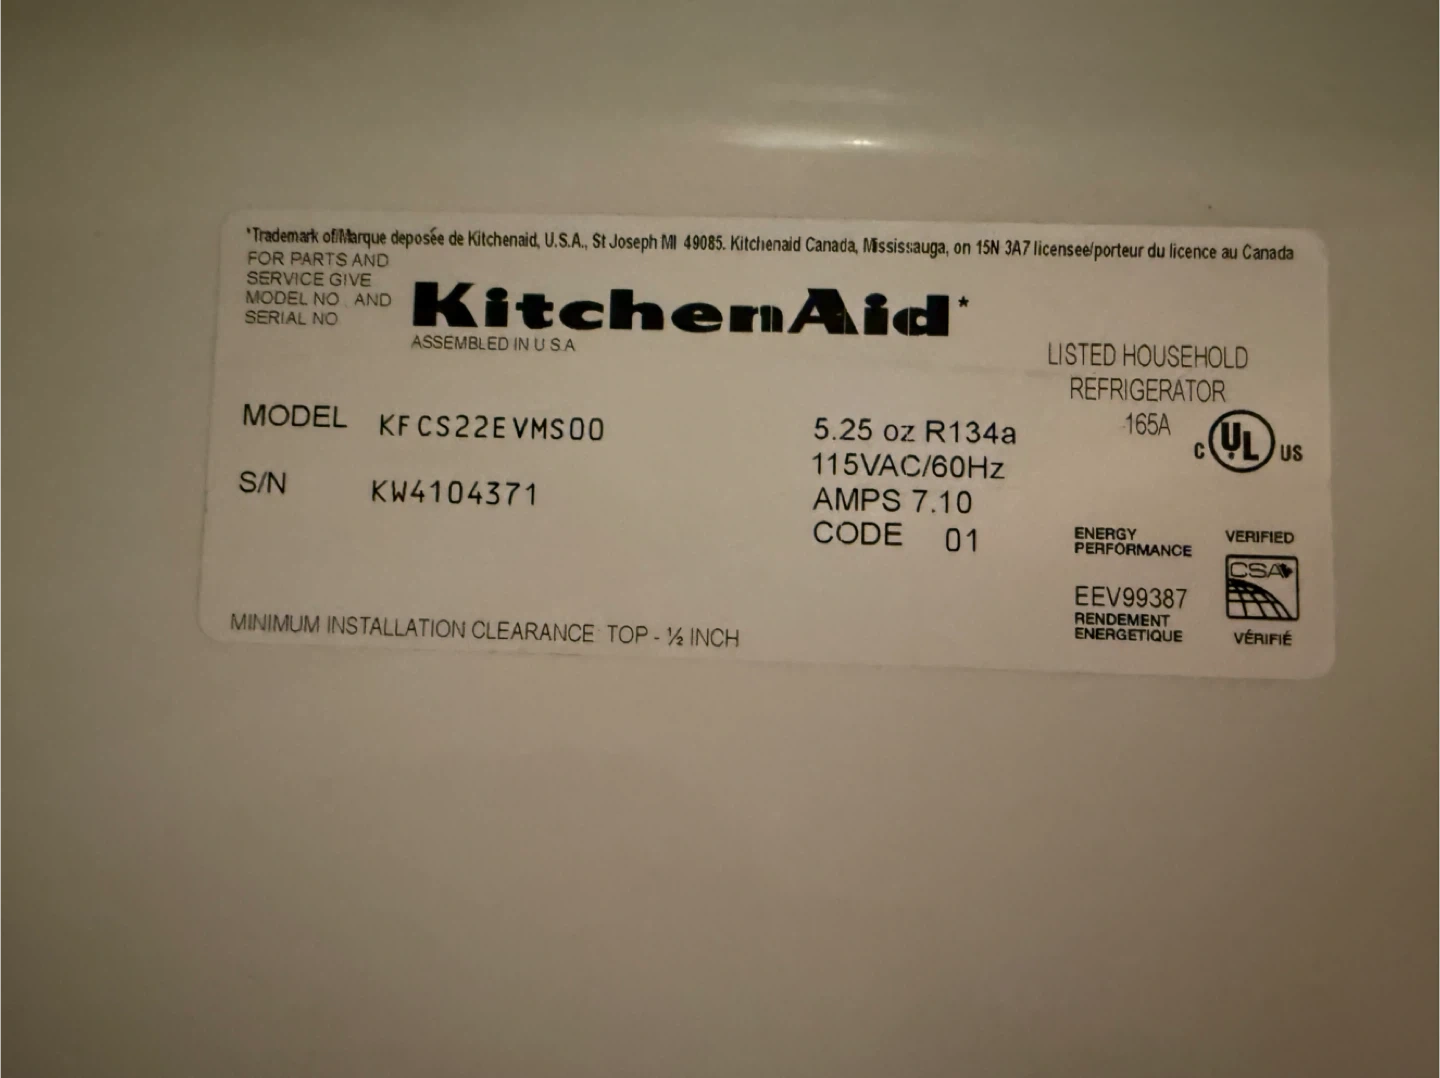 *Trademark of/Marque deposée de Kitchenaid, U.S.A., St Joseph MI 49085. Kitchenaid Canada, Mississauga, on 15N 3A7 licensee/porteur du licence au Canada
FOR PARTS AND
SERVICE GIVE
MODEL NO. AND
SERIAL NO
KitchenAid*
ASSEMBLED IN U S A
LISTED HOUSEHOLD
REFRIGERATOR
165A
C UL US
MODEL KFCS22EVMS00
S/N KW4104371
5.25 oz R134a
115VAC/60Hz
AMPS 7.10
CODE 01
ENERGY
PERFORMANCE
EEV99387
RENDEMENT
ENERGETIQUE
VERIFIED
CSA
VÉRIFIÉ
MINIMUM INSTALLATION CLEARANCE TOP - ½ INCH